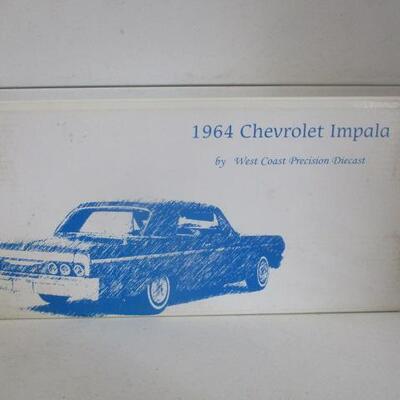 1964 Chevrolet Impala
by West Coast Precision Diecast